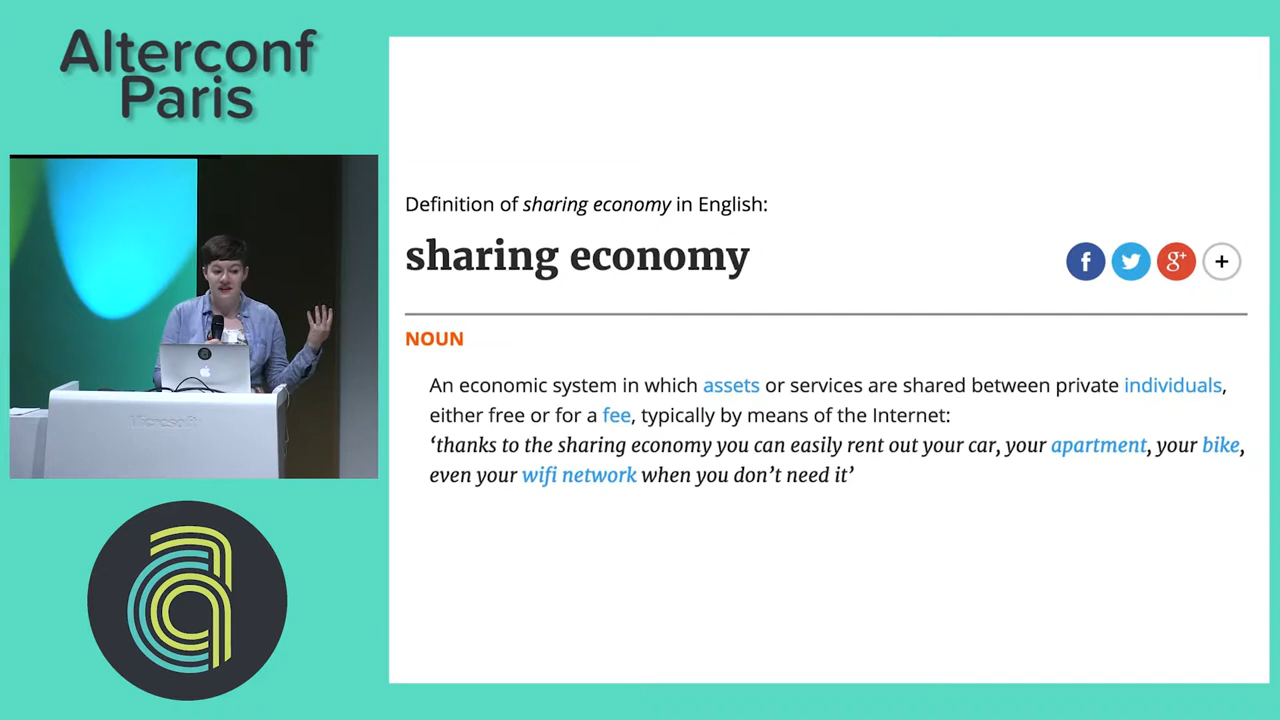 Alterconf
Paris
Definition of sharing economy in English:
sharing economy
f
g+
+
NOUN
An economic system in which assets or services are shared between private individuals,
either free or for a fee, typically by means of the Internet:
‘thanks to the sharing economy you can easily rent out your car, your apartment, your bike,
even your wifi network when you don’t need it’
Microsoft